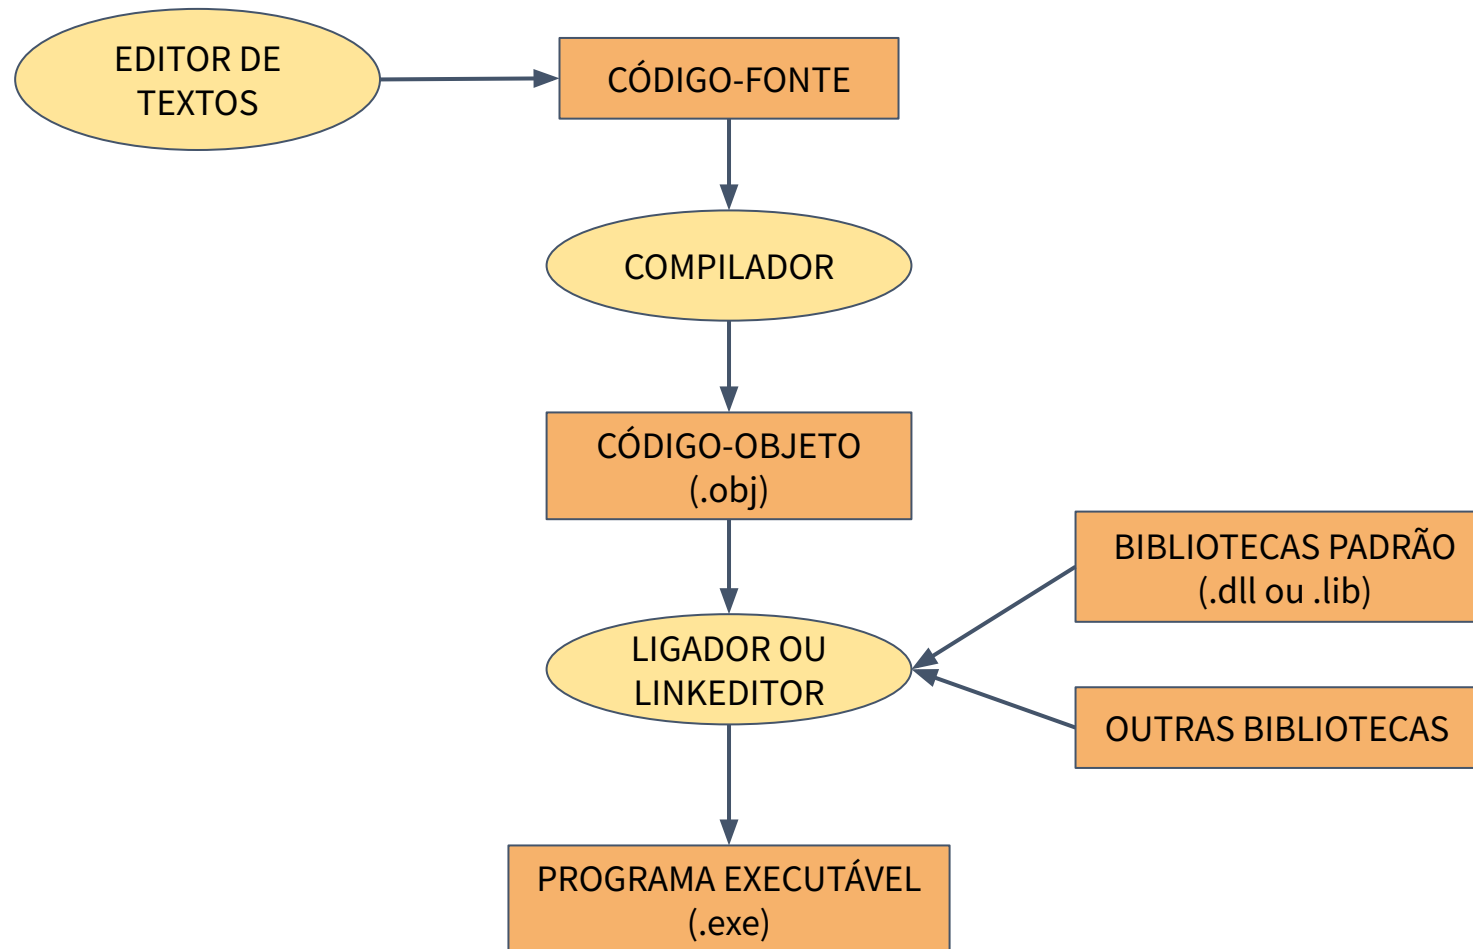 EDITOR DE
TEXTOS
CÓDIGO-FONTE
COMPILADOR
CÓDIGO-OBJETO
(.obj)
BIBLIOTECAS PADRÃO
(.dll ou .lib)
LIGADOR OU
LINKEDITOR
OUTRAS BIBLIOTECAS
PROGRAMA EXECUTÁVEL
(.exe)